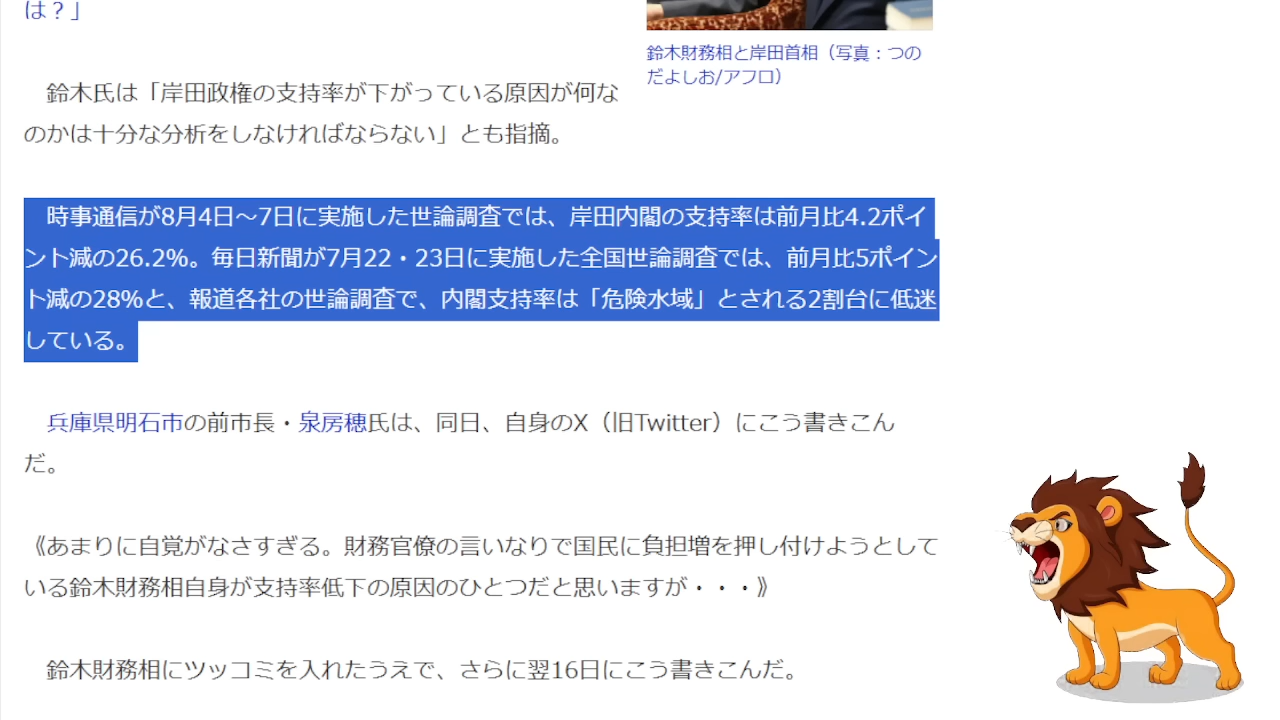 は？」
鈴木財務相と岸田首相（写真：つの
だよしお/アフロ）
鈴木氏は「岸田政権の支持率が下がっている原因が何な
のかは十分な分析をしなければならない」とも指摘。
時事通信が8月4日〜7日に実施した世論調査では、岸田内閣の支持率は前月比4.2ポイ
ント減の26.2%。毎日新聞が7月22・23日に実施した全国世論調査では、前月比5ポイン
ト減の28%と、報道各社の世論調査で、内閣支持率は「危険水域」とされる2割台に低迷
している。
兵庫県明石市の前市長・泉房穂氏は、同日、自身のX（旧Twitter）にこう書きこん
だ。
《あまりに自覚がなさすぎる。財務官僚の言いなりで国民に負担増を押し付けようとして
いる鈴木財務相自身が支持率低下の原因のひとつだと思いますが・・・》
鈴木財務相にツッコミを入れたうえで、さらに翌16日にこう書きこんだ。